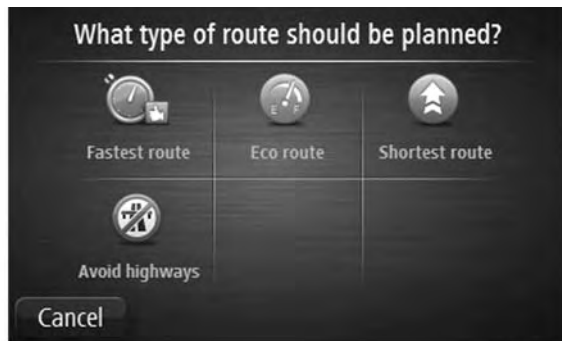 What type of route should be planned?
Fastest route
Eco route
Shortest route
E F
Avoid highways
Cancel